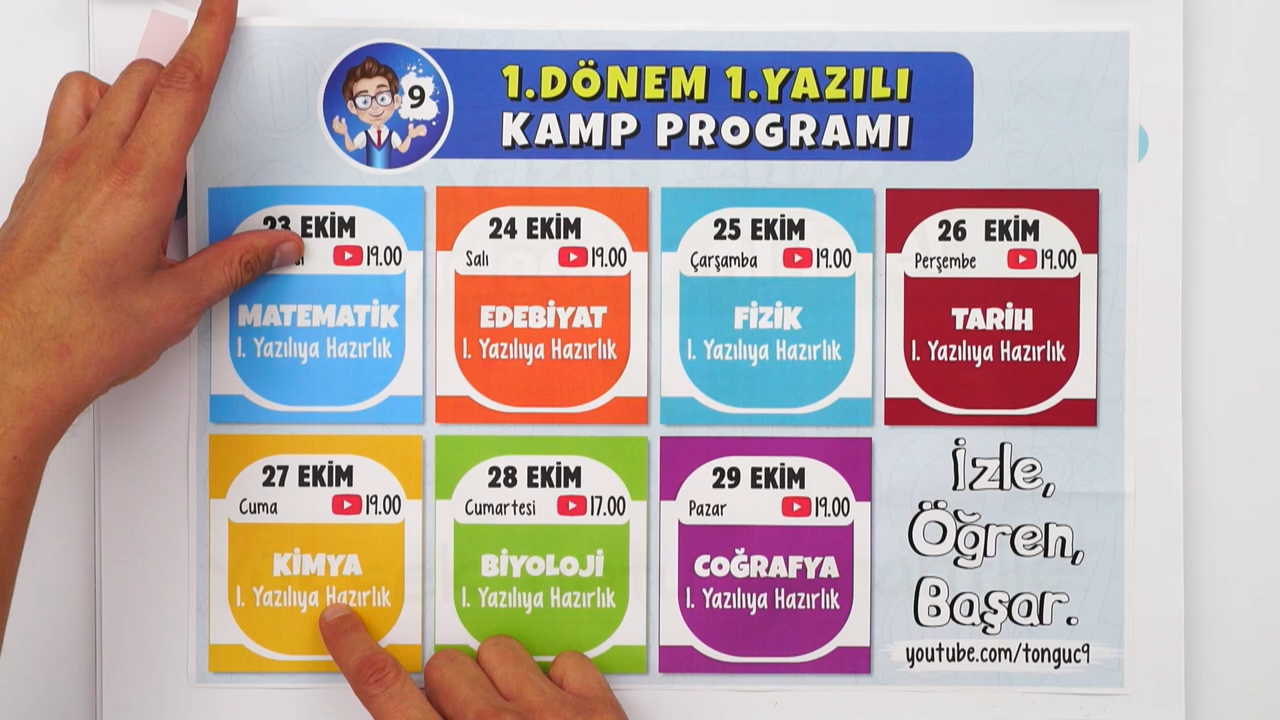 9
1.DÖNEM 1.YAZILI
KAMP PROGRAMI
23 EKİM
19.00
MATEMATİK
1. Yazılıya Hazırlık
24 EKİM
Salı 19.00
EDEBİYAT
1. Yazılıya Hazırlık
25 EKİM
Çarşamba 19.00
FİZİK
1. Yazılıya Hazırlık
26 EKİM
Perşembe 19.00
TARİH
1. Yazılıya Hazırlık
27 EKİM
Cuma 19.00
KİMYA
1. Yazılıya Hazırlık
28 EKİM
Cumartesi 17.00
BİYOLOJİ
1. Yazılıya Hazırlık
29 EKİM
Pazar 19.00
COĞRAFYA
1. Yazılıya Hazırlık
İzle,
Öğren,
Başar.
youtube.com/tonguc9